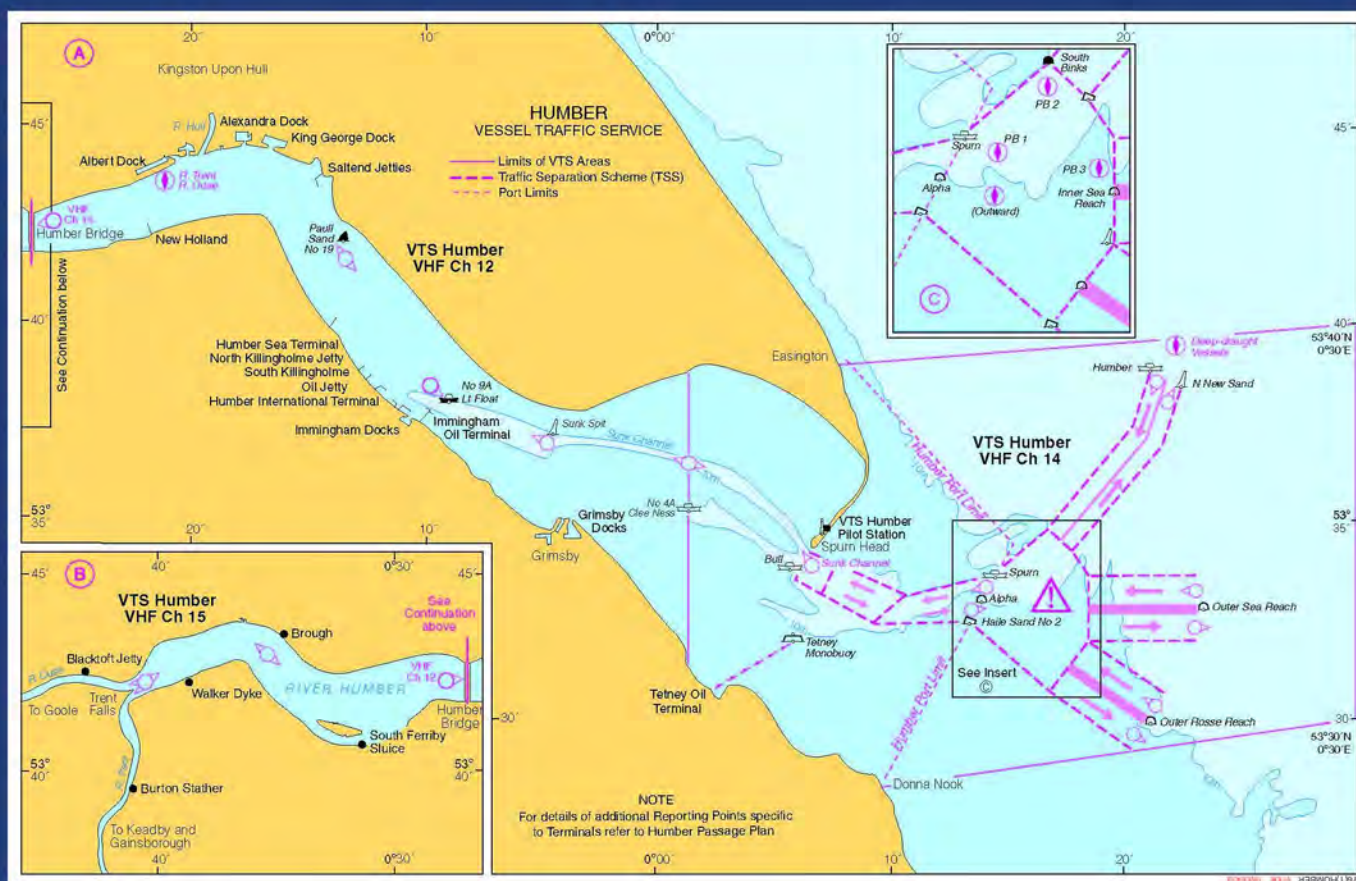 A
20´
10´
0°00´
10´
20´
Kingston Upon Hull
45´
R. Hull
Alexandra Dock
King George Dock
Albert Dock
Saltend Jetties
R. Trent
R. Ouse
VHF
Humber Bridge
New Holland
Paull
Sand
No 19
See Continuation below
HUMBER
VESSEL TRAFFIC SERVICE
Limits of VTS Areas
Traffic Separation Scheme (TSS)
Port Limits
VTS Humber
VHF Ch 12
South
Binks
PB 2
Spurn
PB 1
PB 3
Alpha
Inner Sea
Reach
(Outward)
C
45´
40´
40´
53°40´N
0°30´E
Humber Sea Terminal
North Killingholme Jetty
South Killingholme
Oil Jetty
Humber International Terminal
Immingham Docks
No 9A
Lt Float
Immingham
Oil Terminal
Sunk Spit
Sunk Channel
Easington
Deep-draught
Vessels
Humber
N New Sand
VTS Humber
VHF Ch 14
Humber Port Limit
10m
53°
35´
No 4A
Clee Ness
Grimsby
Docks
Grimsby
VTS Humber
Pilot Station
Spurn Head
Bull
Sunk Channel
Spurn
Alpha
Haile Sand No 2
Outer Sea Reach
53°
35´
Tetney
Monobuoy
Tetney Oil
Terminal
See Insert
C
Humber Port Limit
Outer Rosse Reach
30´
30´
53°30´N
0°30´E
Donna Nook
20´
10´
0°00´
10´
20´
B
45´
40´
0°30´
45´
VTS Humber
VHF Ch 15
See
Continuation
above
Brough
Blacktoft Jetty
R. Ouse
To Goole
Trent
Falls
Walker Dyke
RIVER HUMBER
VHF
Ch 12
Humber
Bridge
South Ferriby
Sluice
R. Trent
53°
40´
53°
40´
Burton Stather
To Keadby and
Gainsborough
40´
0°30´
NOTE
For details of additional Reporting Points specific
to Terminals refer to Humber Passage Plan